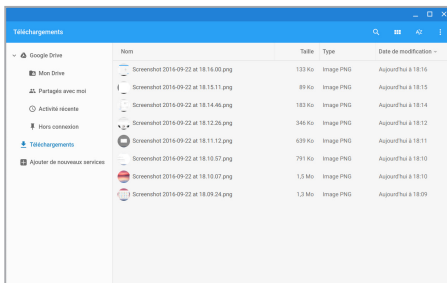 Téléchargements
Google Drive
Mon Drive
Partagés avec moi
Activité récente
Hors connexion
Téléchargements
Ajouter de nouveaux services
Nom Taille Type Date de modification
Screenshot 2016-09-22 at 18.16.00.png 133 Ko Image PNG Aujourd'hui à 18:16
Screenshot 2016-09-22 at 18.15.11.png 89 Ko Image PNG Aujourd'hui à 18:15
Screenshot 2016-09-22 at 18.14.46.png 183 Ko Image PNG Aujourd'hui à 18:14
Screenshot 2016-09-22 at 18.12.26.png 346 Ko Image PNG Aujourd'hui à 18:12
Screenshot 2016-09-22 at 18.11.12.png 639 Ko Image PNG Aujourd'hui à 18:11
Screenshot 2016-09-22 at 18.10.57.png 791 Ko Image PNG Aujourd'hui à 18:10
Screenshot 2016-09-22 at 18.10.07.png 1,5 Mo Image PNG Aujourd'hui à 18:10
Screenshot 2016-09-22 at 18.09.24.png 1,3 Mo Image PNG Aujourd'hui à 18:09